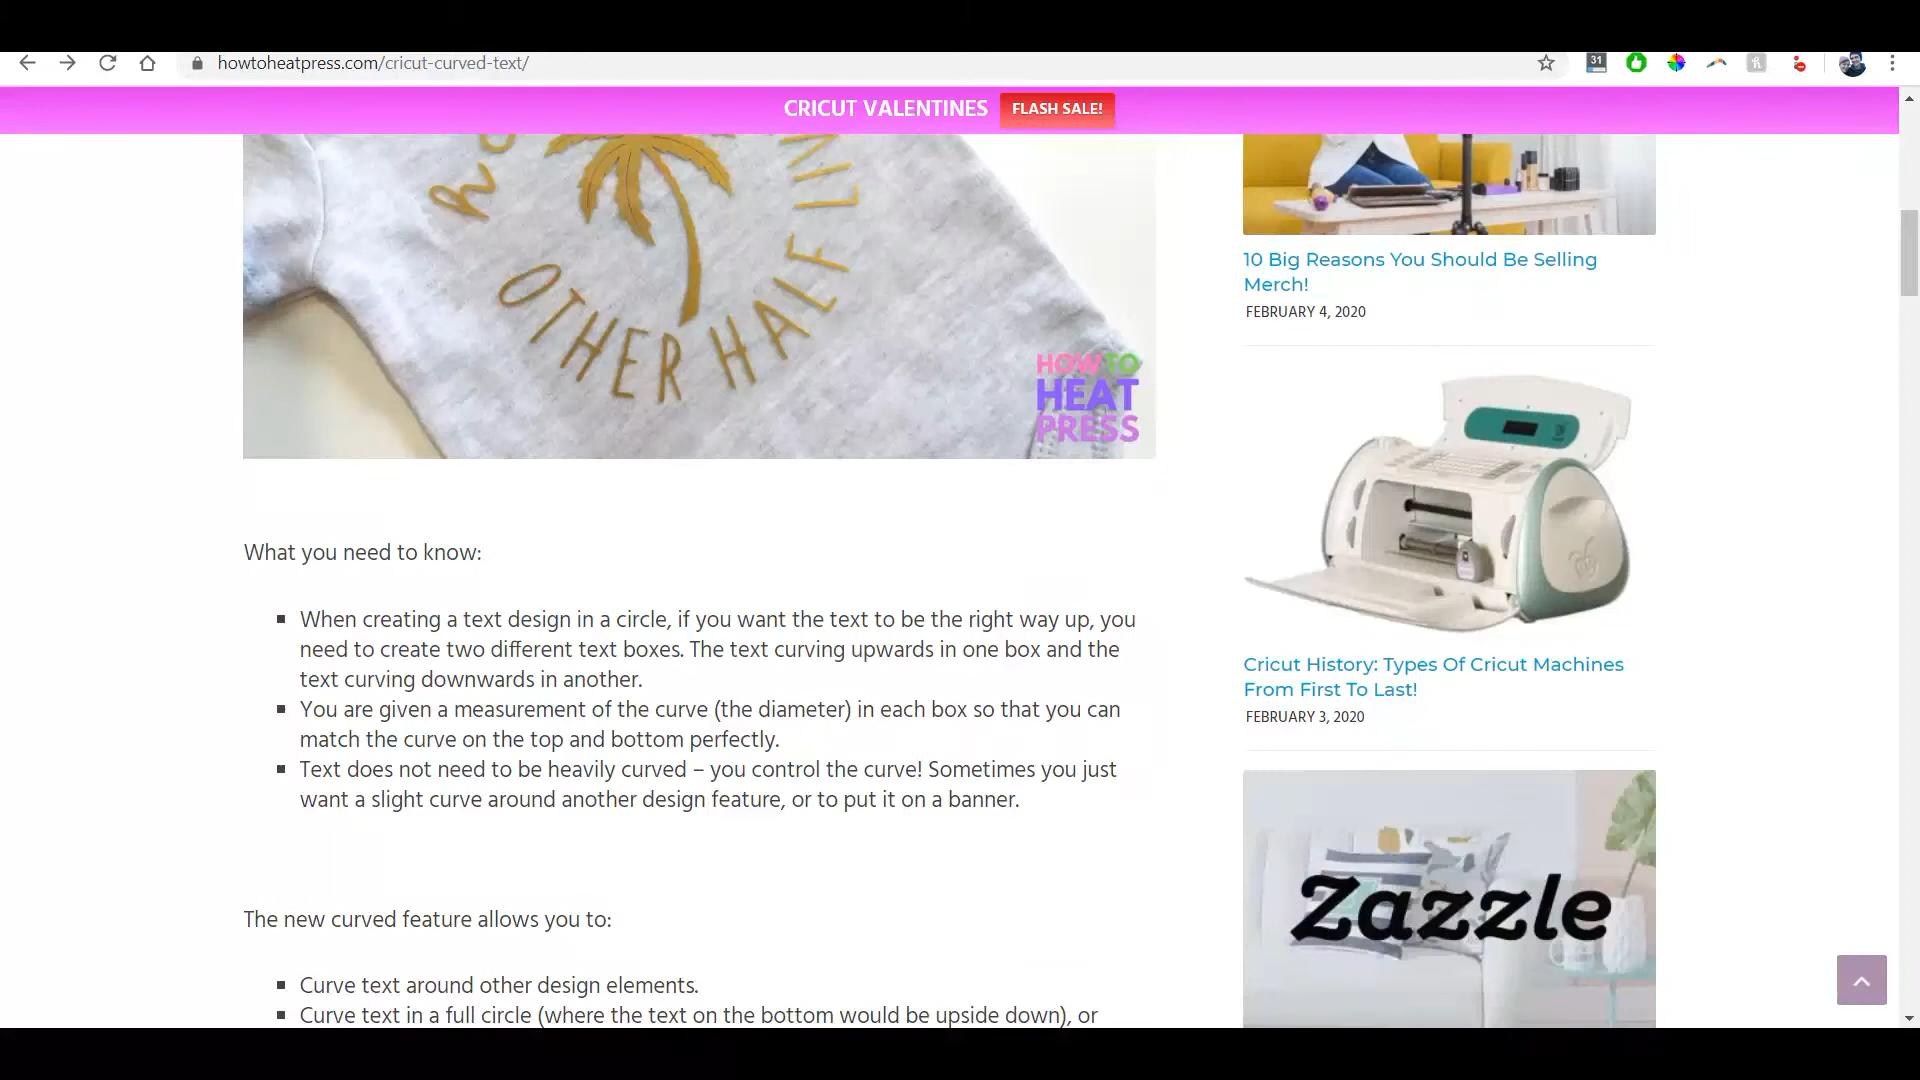 howtoheatpress.com/cricut-curved-text/
31
CRICUT VALENTINES FLASH SALE!
OTHER HALF
HOW TO
HEAT
PRESS
What you need to know:
When creating a text design in a circle, if you want the text to be the right way up, you
need to create two different text boxes. The text curving upwards in one box and the
text curving downwards in another.
You are given a measurement of the curve (the diameter) in each box so that you can
match the curve on the top and bottom perfectly.
Text does not need to be heavily curved – you control the curve! Sometimes you just
want a slight curve around another design feature, or to put it on a banner.
The new curved feature allows you to:
Curve text around other design elements.
Curve text in a full circle (where the text on the bottom would be upside down), or
10 Big Reasons You Should Be Selling
Merch!
FEBRUARY 4, 2020
Cricut History: Types Of Cricut Machines
From First To Last!
FEBRUARY 3, 2020
Zazzle